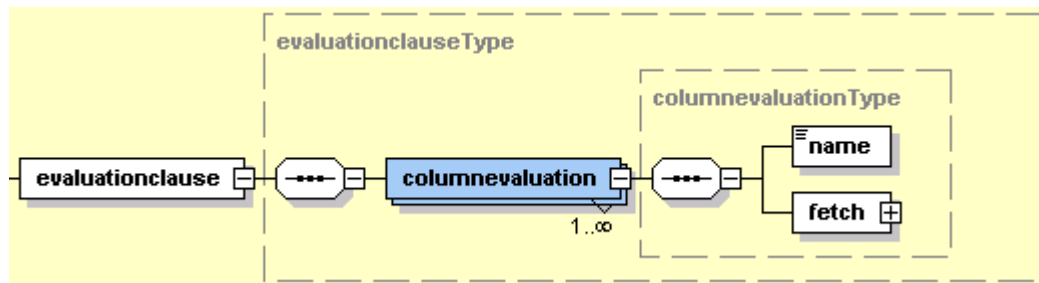 evaluationclauseType
columnevaluationType
name
evaluationclause
columnevaluation
fetch
1..∞